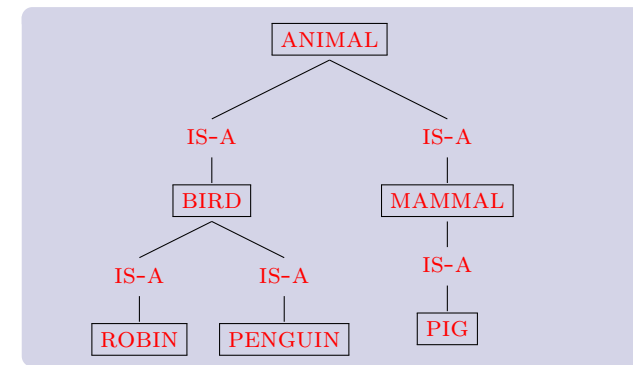 ANIMAL
IS-A IS-A
BIRD MAMMAL
IS-A IS-A IS-A
ROBIN PENGUIN PIG